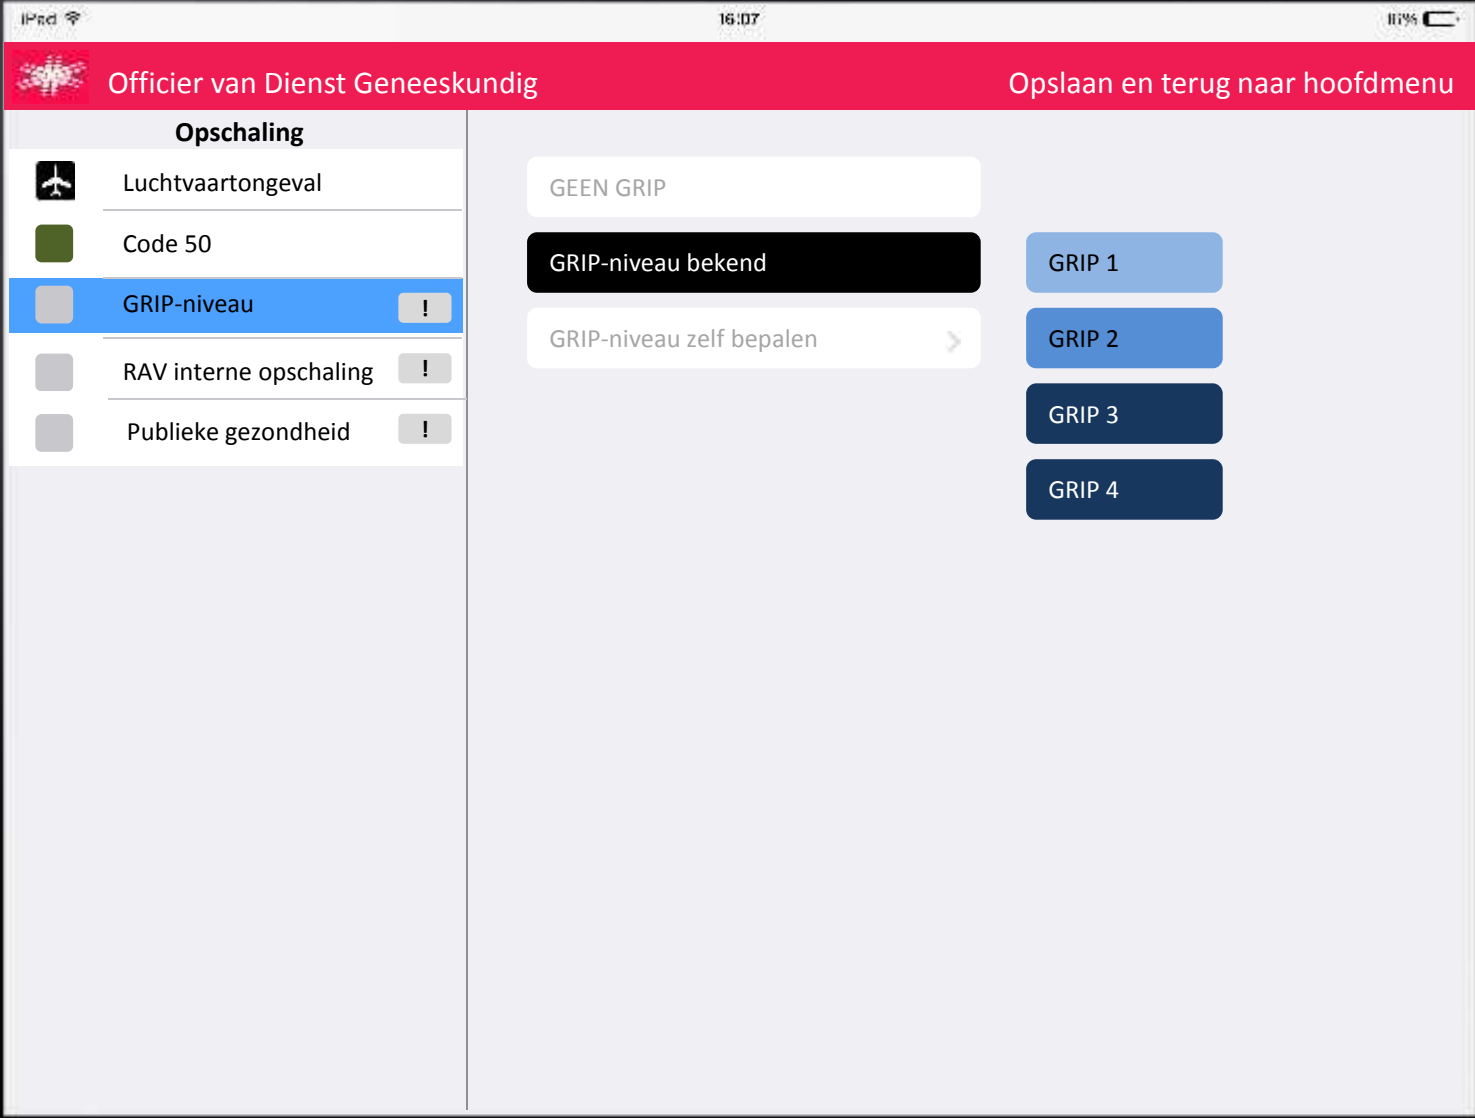 iPad
16:07
Officier van Dienst Geneeskundig
Opslaan en terug naar hoofdmenu
Opschaling
Luchtvaartongeval
Code 50
GRIP-niveau !
RAV interne opschaling !
Publieke gezondheid !
GEEN GRIP
GRIP-niveau bekend
GRIP-niveau zelf bepalen
GRIP 1
GRIP 2
GRIP 3
GRIP 4